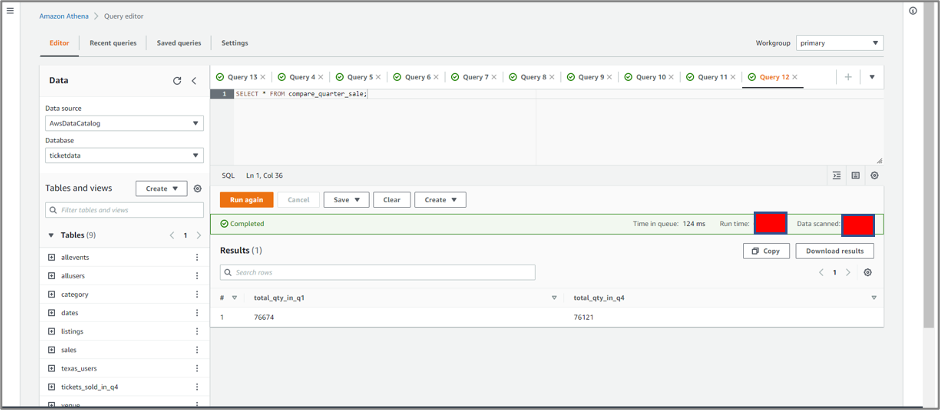 Amazon Athena > Query editor
Editor Recent queries Saved queries Settings
Workgroup primary
Data
Query 13 Query 4 Query 5 Query 6 Query 7 Query 8 Query 9 Query 10 Query 11 Query 12
1 SELECT * FROM compare_quarter_sale;
Data source
AwsDataCatalog
Database
ticketdata
SQL Ln 1, Col 36
Tables and views Create
Filter tables and views
Run again Cancel Save Clear Create
Completed Time in queue: 124 ms Run time: Data scanned:
Tables (9) < 1 >
Results (1) Copy Download results
Search rows
< 1 >
# total_qty_in_q1 total_qty_in_q4
1 76674 76121
allevents
allusers
category
dates
listings
sales
texas_users
tickets_sold_in_q4
venue